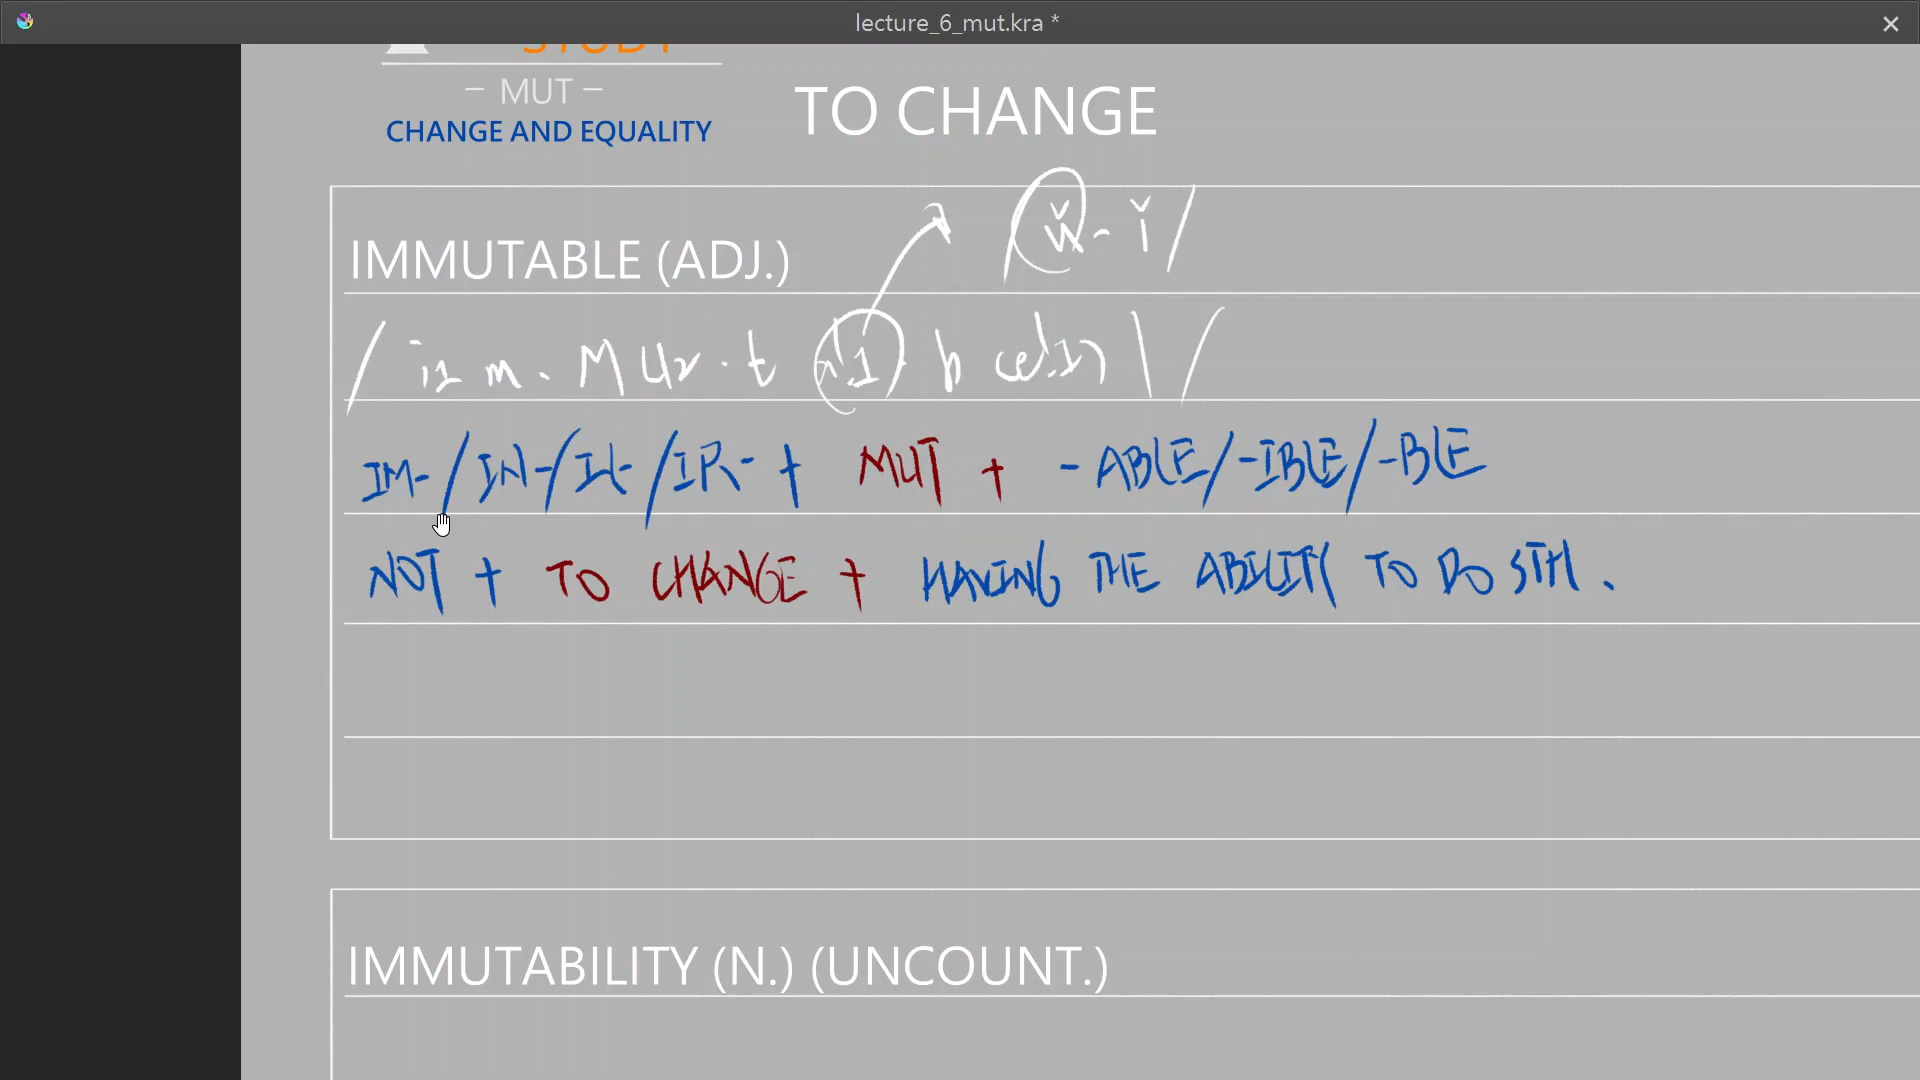 lecture_6_mut.kra *
STUDY
– MUT –
CHANGE AND EQUALITY
TO CHANGE
/ w̌ - ǐ /
IMMUTABLE (ADJ.)
IM-/IN-/IL-/IR- + MUT + -ABLE/-IBLE/-BLE
NOT + TO CHANGE + HAVING THE ABILITY TO DO STH.
IMMUTABILITY (N.) (UNCOUNT.)